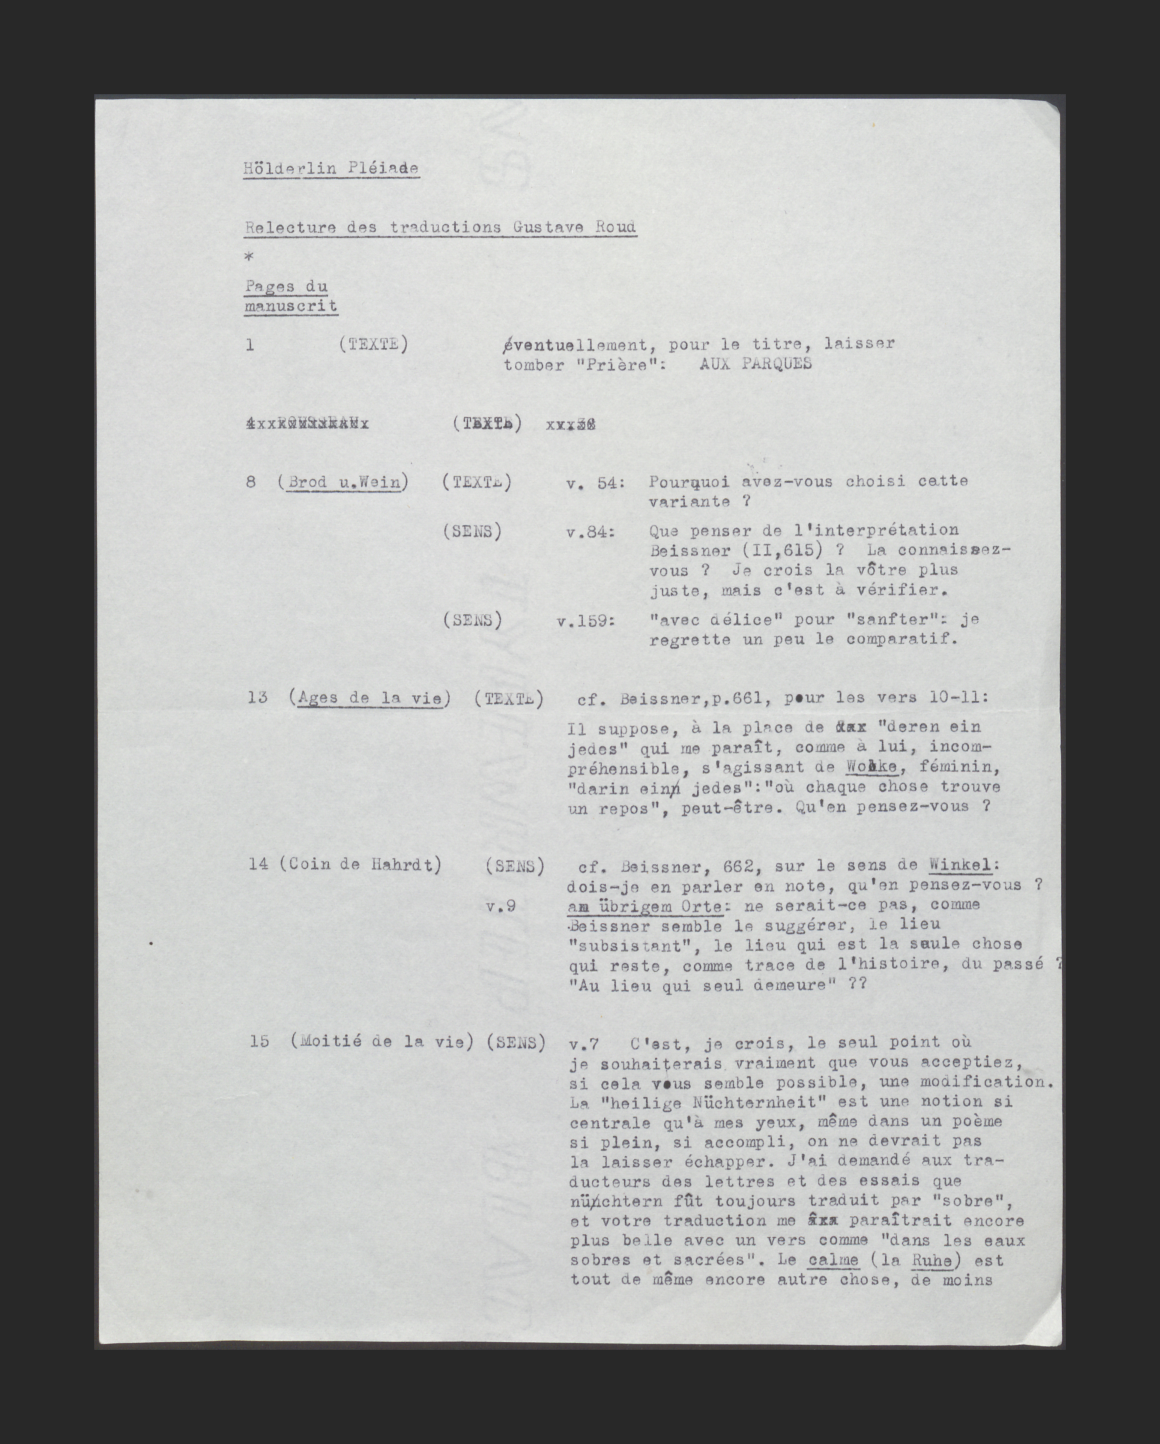 Hölderlin Pléiade
Relecture des traductions Gustave Roud
*
Pages du
manuscrit
1 (TEXTE) éventuellement, pour le titre, laisser
tomber "Prière": AUX PARQUES
(TEXTE)
8 (Brod u.Wein) (TEXTE) v. 54: Pourquoi avez-vous choisi cette
variante ?
(SENS) v.84: Que penser de l'interprétation
Beissner (II,615) ? La connaissez-
vous ? Je crois la vôtre plus
juste, mais c'est à vérifier.
(SENS) v.159: "avec délice" pour "sanfter": je
regrette un peu le comparatif.
13 (Ages de la vie) (TEXTE) cf. Beissner,p.661, pour les vers 10-11:
Il suppose, à la place de "deren ein
jedes" qui me paraît, comme à lui, incom-
préhensible, s'agissant de Wolke, féminin,
"darin ein jedes":"où chaque chose trouve
un repos", peut-être. Qu'en pensez-vous ?
14 (Coin de Hahrdt) (SENS) cf. Beissner, 662, sur le sens de Winkel:
dois-je en parler en note, qu'en pensez-vous ?
v.9 am übrigem Orte: ne serait-ce pas, comme
Beissner semble le suggérer, le lieu
"subsistant", le lieu qui est la seule chose
qui reste, comme trace de l'histoire, du passé ?
"Au lieu qui seul demeure" ??
15 (Moitié de la vie) (SENS) v.7 C'est, je crois, le seul point où
je souhaiterais vraiment que vous acceptiez,
si cela vous semble possible, une modification.
La "heilige Nüchternheit" est une notion si
centrale qu'à mes yeux, même dans un poème
si plein, si accompli, on ne devrait pas
la laisser échapper. J'ai demandé aux tra-
ducteurs des lettres et des essais que
nüchtern fût toujours traduit par "sobre",
et votre traduction me paraîtrait encore
plus belle avec un vers comme "dans les eaux
sobres et sacrées". Le calme (la Ruhe) est
tout de même encore autre chose, de moins